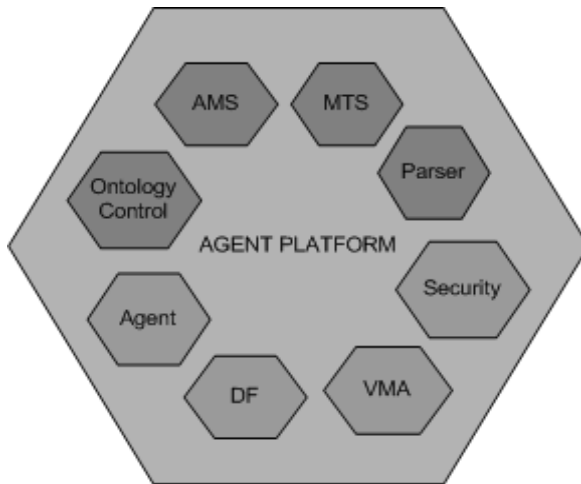 AMS
MTS
Parser
Ontology
Control
AGENT PLATFORM
Security
Agent
DF
VMA